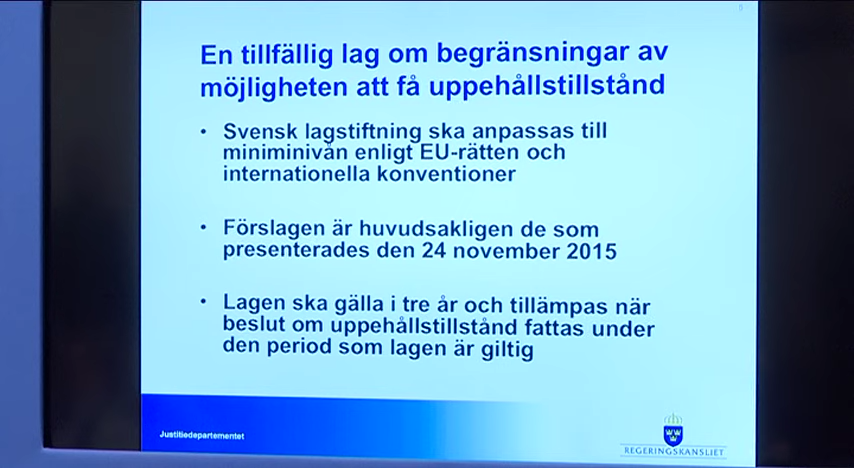 En tillfällig lag om begränsningar av
möjligheten att få uppehållstillstånd
• Svensk lagstiftning ska anpassas till
miniminivån enligt EU-rätten och
internationella konventioner
• Förslagen är huvudsakligen de som
presenterades den 24 november 2015
• Lagen ska gälla i tre år och tillämpas när
beslut om uppehållstillstånd fattas under
den period som lagen är giltig
Justitiedepartementet
REGERINGSKANSLIET